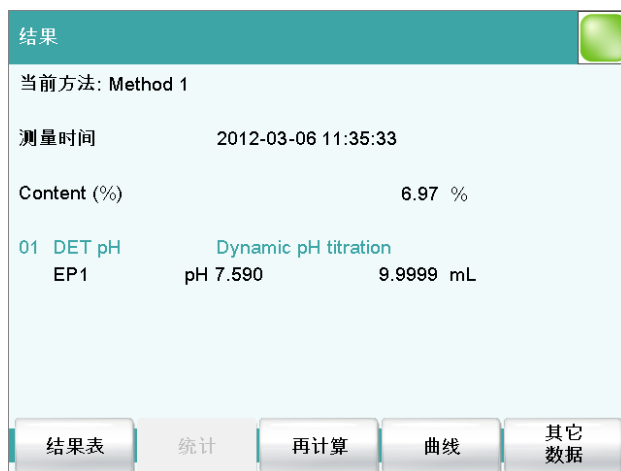 结果
当前方法: Method 1
测量时间 2012-03-06 11:35:33
Content (%) 6.97 %
01 DET pH Dynamic pH titration
EP1 pH 7.590 9.9999 mL
结果表 统计 再计算 曲线 其它
数据